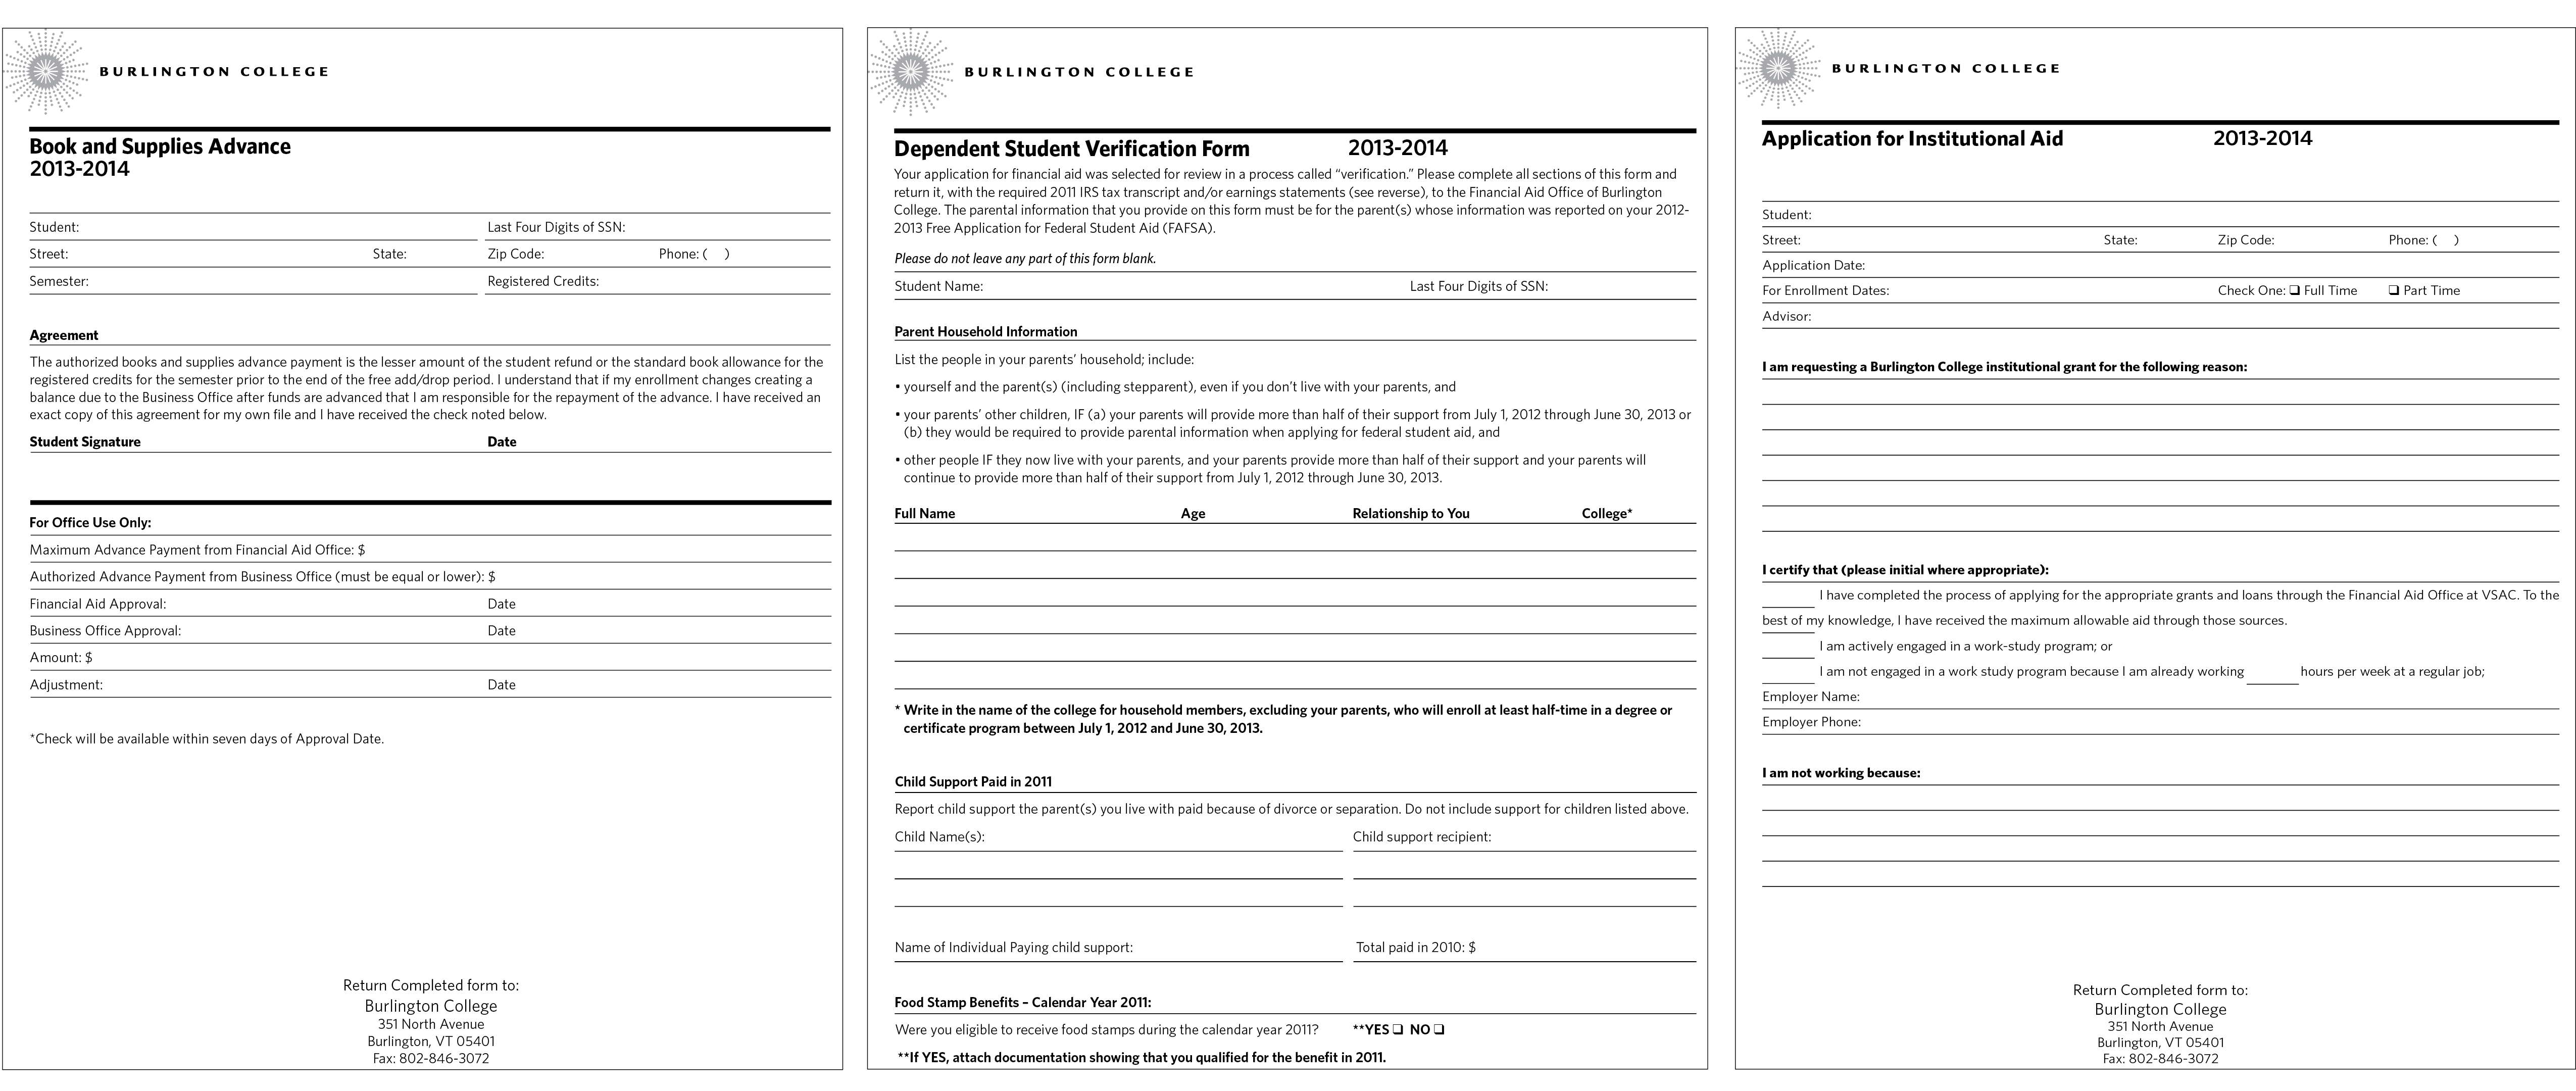 BURLINGTON COLLEGE
Book and Supplies Advance
2013-2014
Student: Last Four Digits of SSN:
Street: State: Zip Code: Phone: ( )
Semester: Registered Credits:
Agreement
The authorized books and supplies advance payment is the lesser amount of the student refund or the standard book allowance for the
registered credits for the semester prior to the end of the free add/drop period. I understand that if my enrollment changes creating a
balance due to the Business Office after funds are advanced that I am responsible for the repayment of the advance. I have received an
exact copy of this agreement for my own file and I have received the check noted below.
Student Signature Date
For Office Use Only:
Maximum Advance Payment from Financial Aid Office: $
Authorized Advance Payment from Business Office (must be equal or lower): $
Financial Aid Approval: Date
Business Office Approval: Date
Amount: $
Adjustment: Date
*Check will be available within seven days of Approval Date.
Return Completed form to:
Burlington College
351 North Avenue
Burlington, VT 05401
Fax: 802-846-3072
BURLINGTON COLLEGE
Dependent Student Verification Form 2013-2014
Your application for financial aid was selected for review in a process called “verification.” Please complete all sections of this form and
return it, with the required 2011 IRS tax transcript and/or earnings statements (see reverse), to the Financial Aid Office of Burlington
College. The parental information that you provide on this form must be for the parent(s) whose information was reported on your 2012-
2013 Free Application for Federal Student Aid (FAFSA).
Please do not leave any part of this form blank.
Student Name: Last Four Digits of SSN:
Parent Household Information
List the people in your parents’ household; include:
• yourself and the parent(s) (including stepparent), even if you don’t live with your parents, and
• your parents’ other children, IF (a) your parents will provide more than half of their support from July 1, 2012 through June 30, 2013 or
(b) they would be required to provide parental information when applying for federal student aid, and
• other people IF they now live with your parents, and your parents provide more than half of their support and your parents will
continue to provide more than half of their support from July 1, 2012 through June 30, 2013.
Full Name Age Relationship to You College*
* Write in the name of the college for household members, excluding your parents, who will enroll at least half-time in a degree or
certificate program between July 1, 2012 and June 30, 2013.
Child Support Paid in 2011
Report child support the parent(s) you live with paid because of divorce or separation. Do not include support for children listed above.
Child Name(s): Child support recipient:
Name of Individual Paying child support: Total paid in 2010: $
Food Stamp Benefits – Calendar Year 2011:
Were you eligible to receive food stamps during the calendar year 2011? **YES ❑ NO ❑
**If YES, attach documentation showing that you qualified for the benefit in 2011.
BURLINGTON COLLEGE
Application for Institutional Aid 2013-2014
Student:
Street: State: Zip Code: Phone: ( )
Application Date:
For Enrollment Dates: Check One: ❑ Full Time ❑ Part Time
Advisor:
I am requesting a Burlington College institutional grant for the following reason:
I certify that (please initial where appropriate):
I have completed the process of applying for the appropriate grants and loans through the Financial Aid Office at VSAC. To the
best of my knowledge, I have received the maximum allowable aid through those sources.
I am actively engaged in a work-study program; or
I am not engaged in a work study program because I am already working ______ hours per week at a regular job;
Employer Name:
Employer Phone:
I am not working because:
Return Completed form to:
Burlington College
351 North Avenue
Burlington, VT 05401
Fax: 802-846-3072